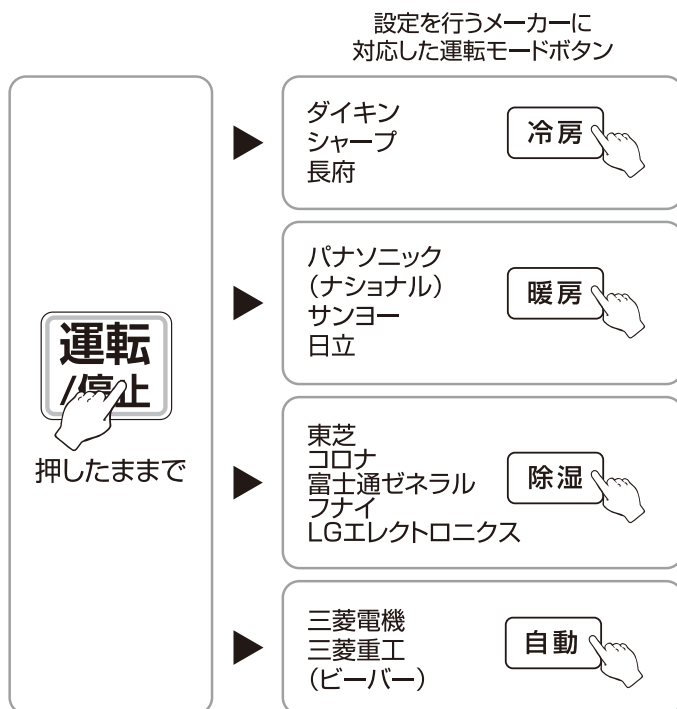 設定を行うメーカーに
対応した運転モードボタン
運転
/停止
押したままで
ダイキン
シャープ
長府
冷房
パナソニック
（ナショナル）
サンヨー
日立
暖房
東芝
コロナ
富士通ゼネラル
フナイ
LGエレクトロニクス
除湿
三菱電機
三菱重工
(ビーバー)
自動